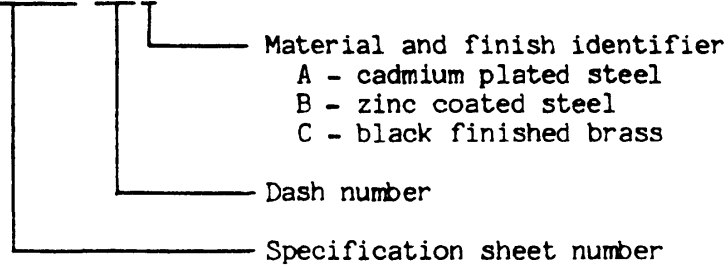 Material and finish identifier
A - cadmium plated steel
B - zinc coated steel
C - black finished brass
Dash number
Specification sheet number